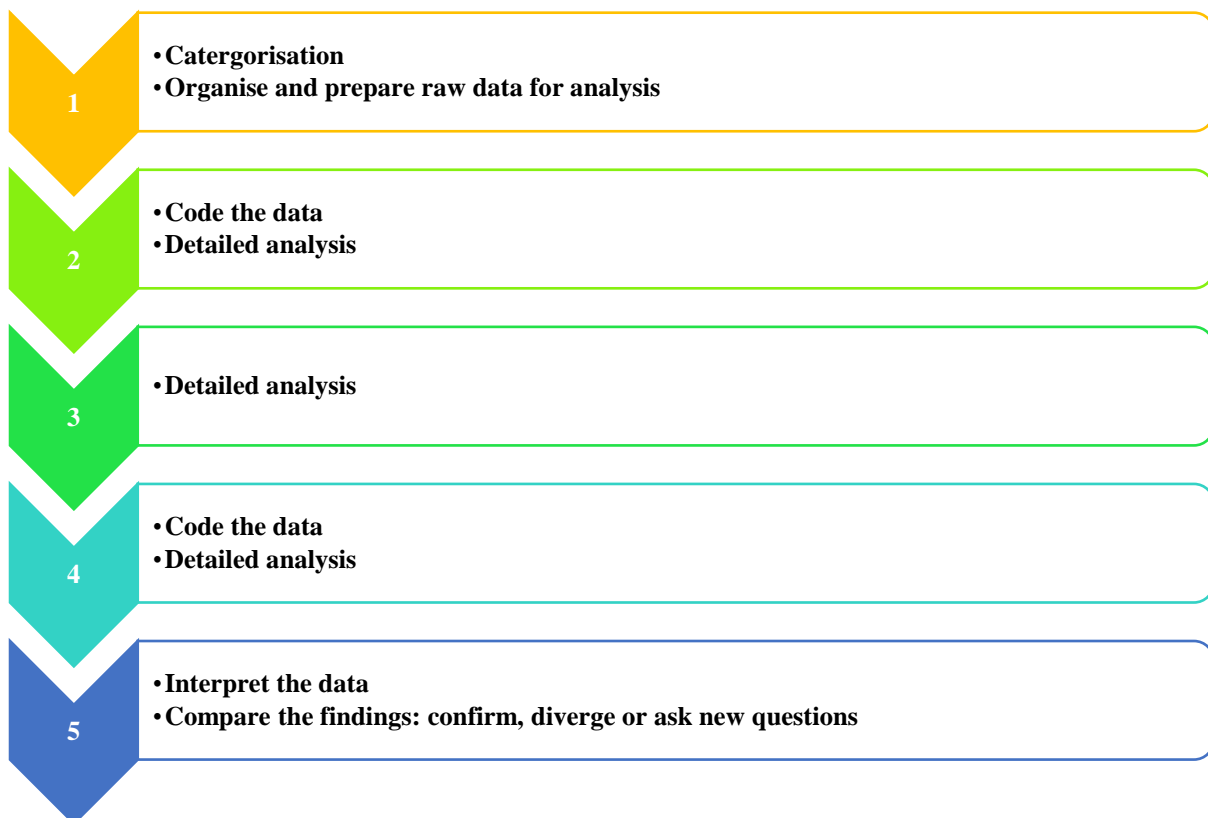 1
•Catergorisation
•Organise and prepare raw data for analysis
2
•Code the data
•Detailed analysis
3
•Detailed analysis
4
•Code the data
•Detailed analysis
5
•Interpret the data
•Compare the findings: confirm, diverge or ask new questions